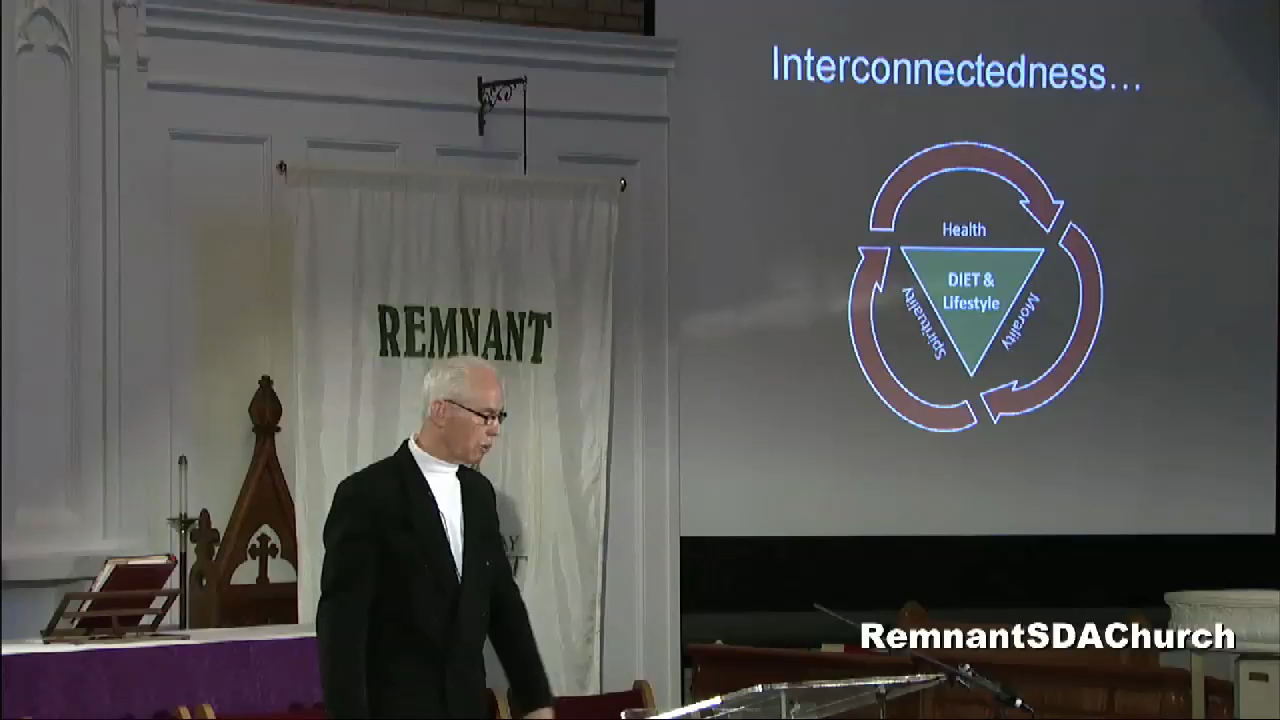 Interconnectedness...
Health
DIET &
Lifestyle
Spirituality
Morality
REMNANT
RemnantSDAChurch